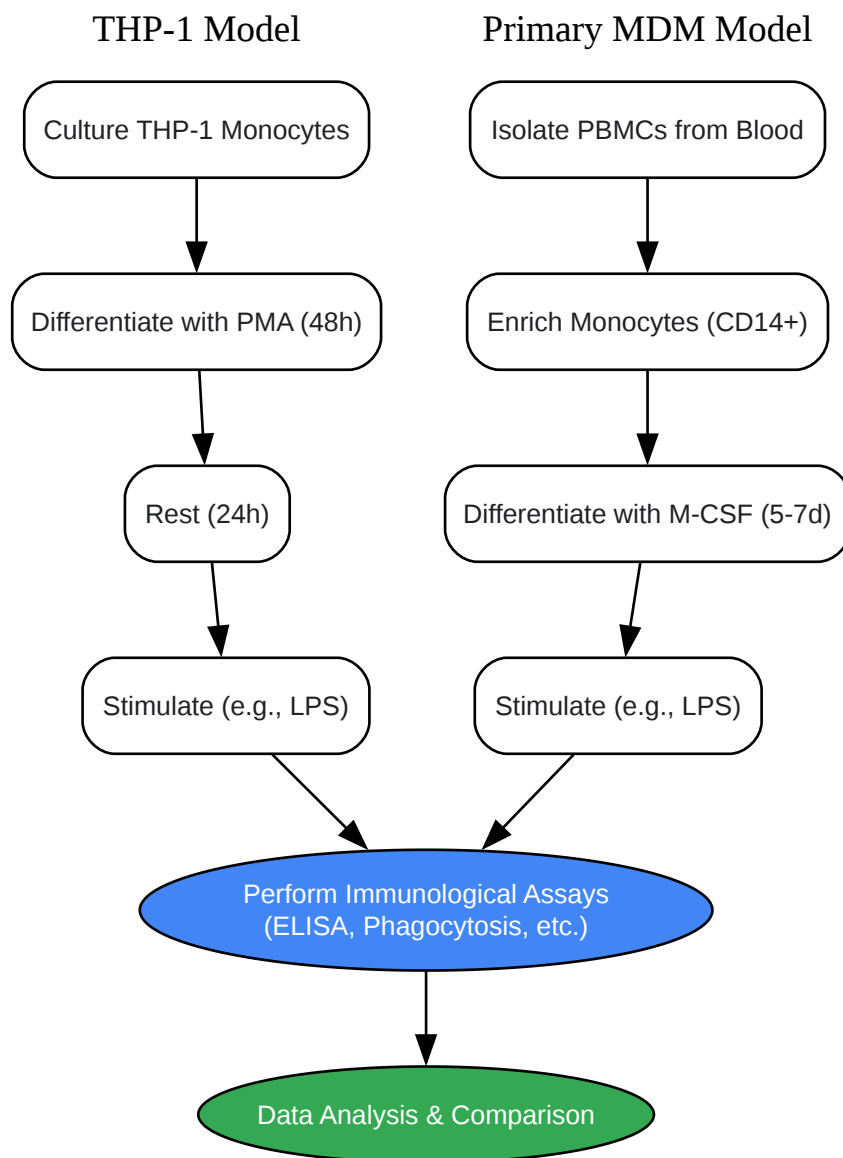 THP-1 Model
Primary MDM Model
Culture THP-1 Monocytes
Isolate PBMCs from Blood
Differentiate with PMA (48h)
Enrich Monocytes (CD14+)
Rest (24h)
Differentiate with M-CSF (5-7d)
Stimulate (e.g., LPS)
Stimulate (e.g., LPS)
Perform Immunological Assays
(ELISA, Phagocytosis, etc.)
Data Analysis & Comparison